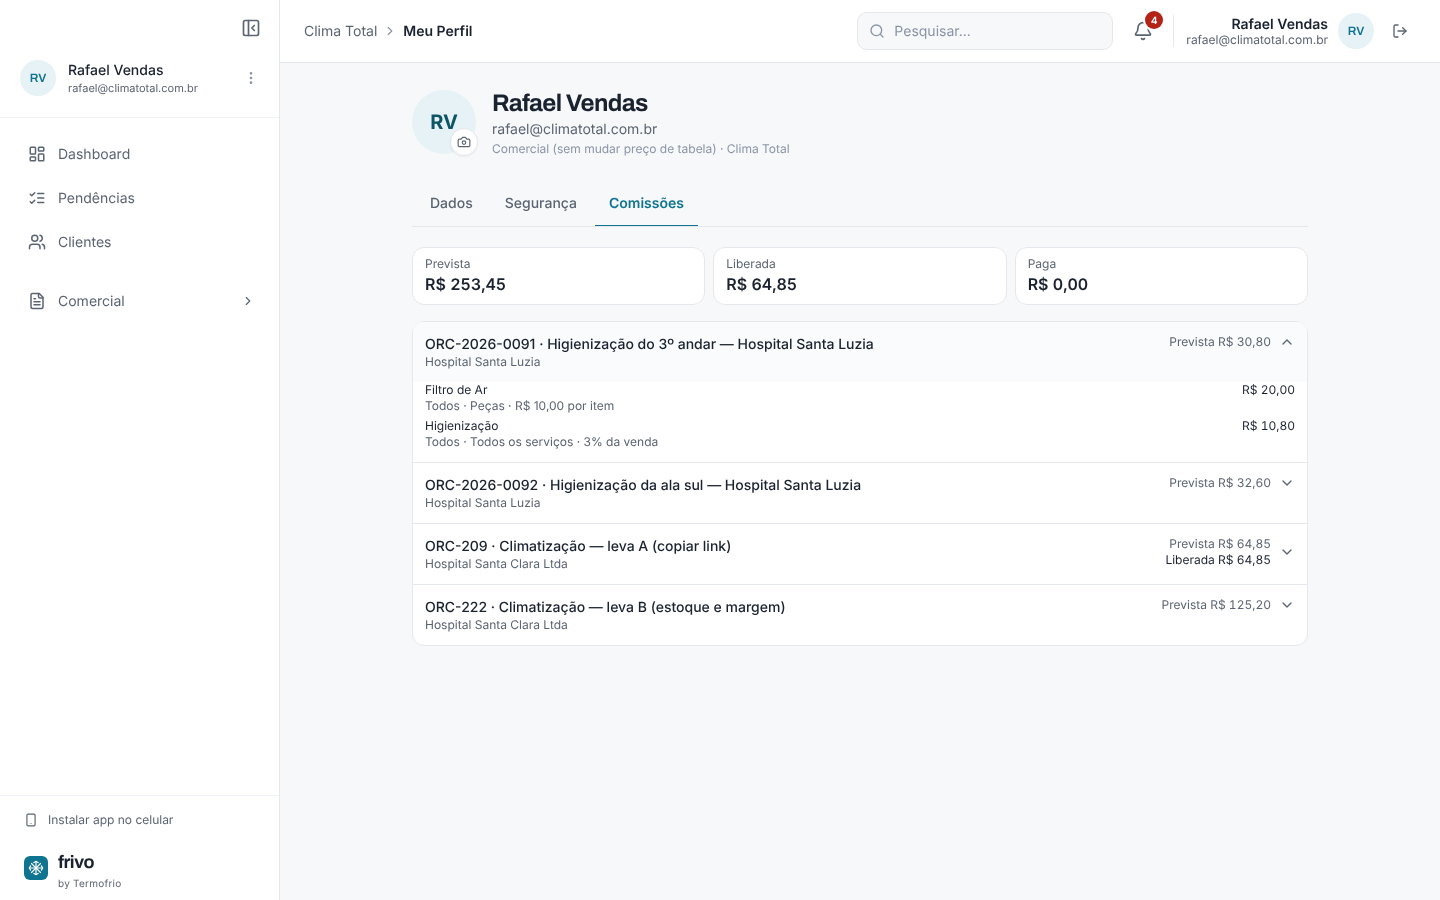 RV
Rafael Vendas
rafael@climatotal.com.br
Dashboard
Pendências
Clientes
Comercial
Instalar app no celular
frivo
by Termofrio
Clima Total
Meu Perfil
Pesquisar...
4
Rafael Vendas
rafael@climatotal.com.br
RV
RV
Rafael Vendas
rafael@climatotal.com.br
Comercial (sem mudar preço de tabela) · Clima Total
Dados
Segurança
Comissões
Prevista
R$ 253,45
Liberada
R$ 64,85
Paga
R$ 0,00
ORC-2026-0091 · Higienização do 3º andar — Hospital Santa Luzia
Hospital Santa Luzia
Prevista R$ 30,80
Filtro de Ar
R$ 20,00
Todos · Peças · R$ 10,00 por item
Higienização
R$ 10,80
Todos · Todos os serviços · 3% da venda
ORC-2026-0092 · Higienização da ala sul — Hospital Santa Luzia
Hospital Santa Luzia
Prevista R$ 32,60
ORC-209 · Climatização — leva A (copiar link)
Hospital Santa Clara Ltda
Prevista R$ 64,85
Liberada R$ 64,85
ORC-222 · Climatização — leva B (estoque e margem)
Hospital Santa Clara Ltda
Prevista R$ 125,20